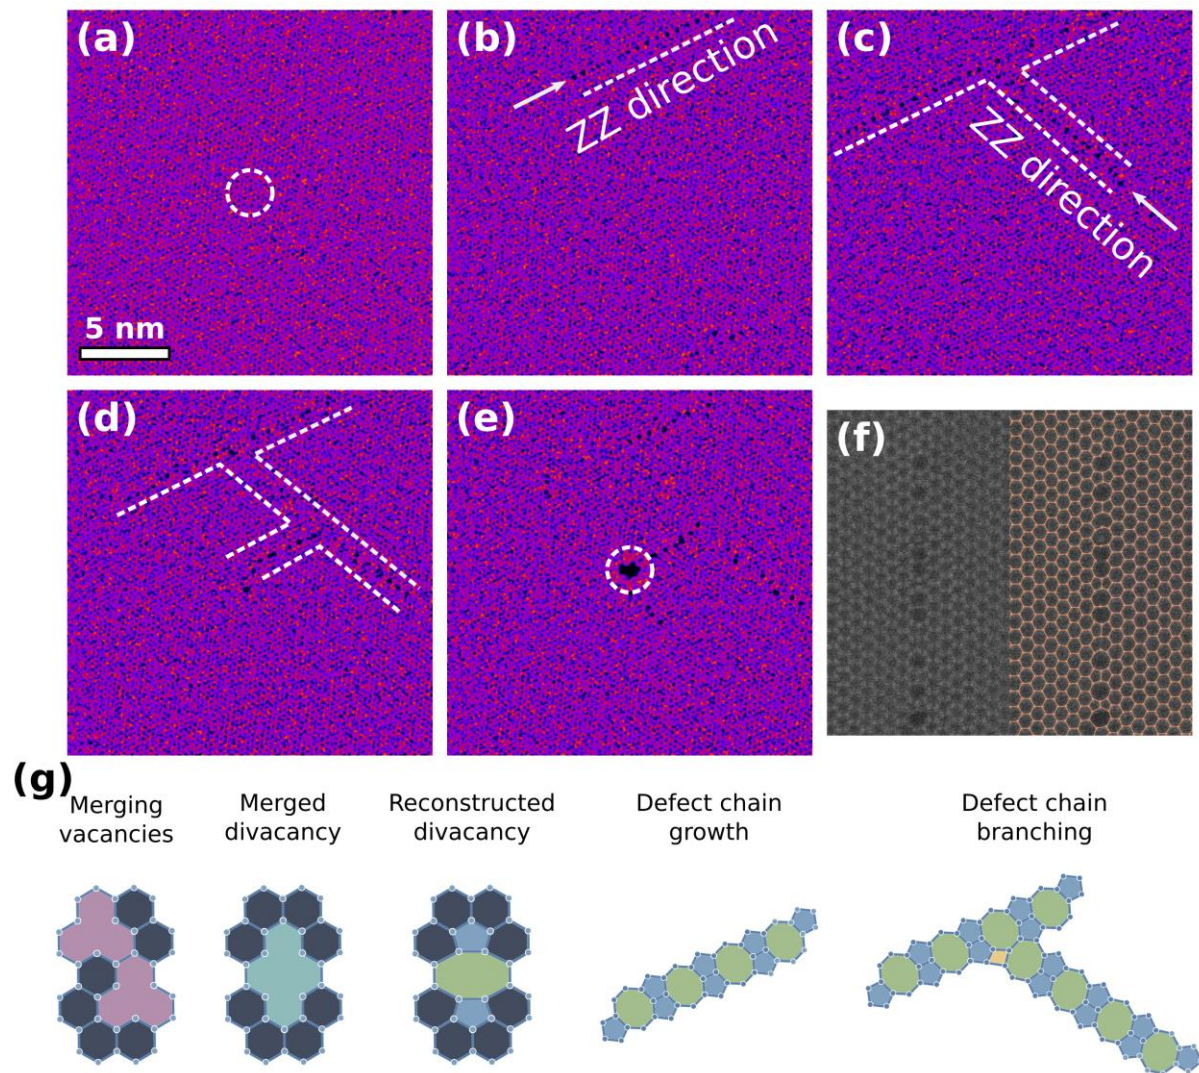 (a)
5 nm
(b)
ZZ direction
(c)
ZZ direction
(d)
(e)
(f)
(g)
Merging
vacancies
Merged
divacancy
Reconstructed
divacancy
Defect chain
growth
Defect chain
branching